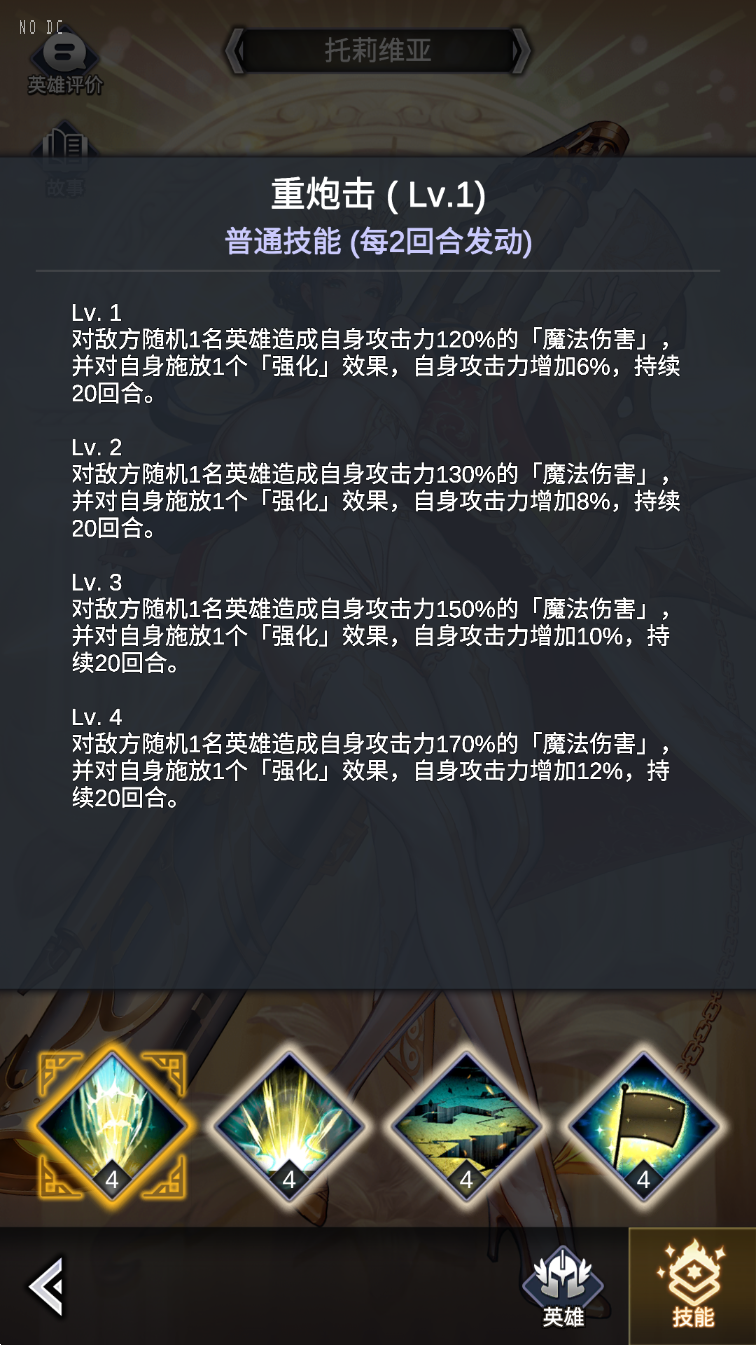 NO DC
托莉维亚
英雄评价
故事
重炮击 ( Lv.1)
普通技能 (每2回合发动)
Lv. 1
对敌方随机1名英雄造成自身攻击力120%的「魔法伤害」，
并对自身施放1个「强化」效果，自身攻击力增加6%，持续
20回合。
Lv. 2
对敌方随机1名英雄造成自身攻击力130%的「魔法伤害」，
并对自身施放1个「强化」效果，自身攻击力增加8%，持续
20回合。
Lv. 3
对敌方随机1名英雄造成自身攻击力150%的「魔法伤害」，
并对自身施放1个「强化」效果，自身攻击力增加10%，持
续20回合。
Lv. 4
对敌方随机1名英雄造成自身攻击力170%的「魔法伤害」，
并对自身施放1个「强化」效果，自身攻击力增加12%，持
续20回合。
4
4
4
4
英雄
技能